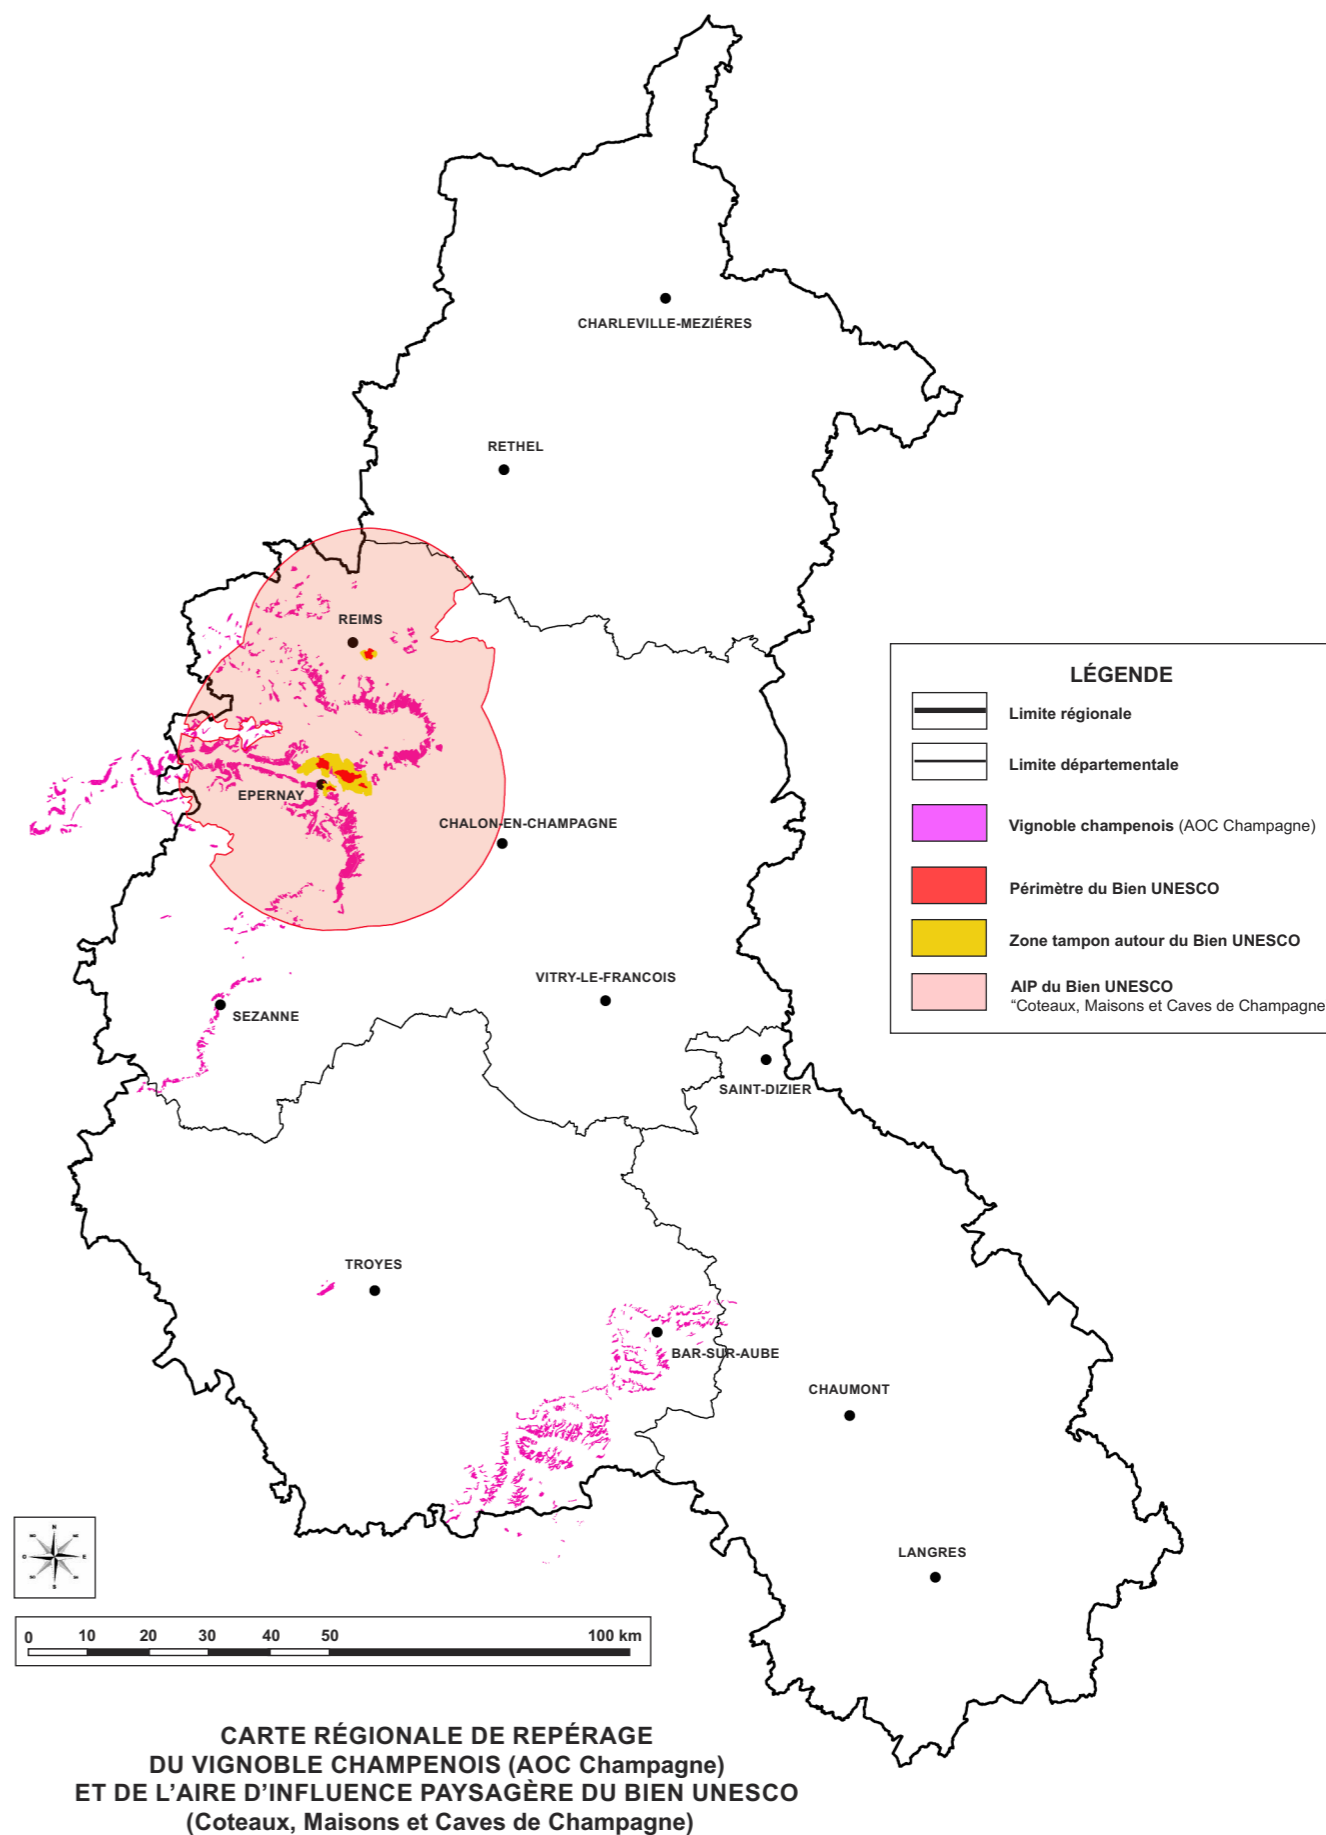 CHARLEVILLE-MEZIÉRES
RETHEL
REIMS
EPERNAY
CHALON-EN-CHAMPAGNE
VITRY-LE-FRANCOIS
SEZANNE
SAINT-DIZIER
TROYES
BAR-SUR-AUBE
CHAUMONT
LANGRES
LÉGENDE
Limite régionale
Limite départementale
Vignoble champenois (AOC Champagne)
Périmètre du Bien UNESCO
Zone tampon autour du Bien UNESCO
AIP du Bien UNESCO
“Coteaux, Maisons et Caves de Champagne
N
O E
S
0 10 20 30 40 50 100 km
CARTE RÉGIONALE DE REPÉRAGE
DU VIGNOBLE CHAMPENOIS (AOC Champagne)
ET DE L’AIRE D’INFLUENCE PAYSAGÈRE DU BIEN UNESCO
(Coteaux, Maisons et Caves de Champagne)